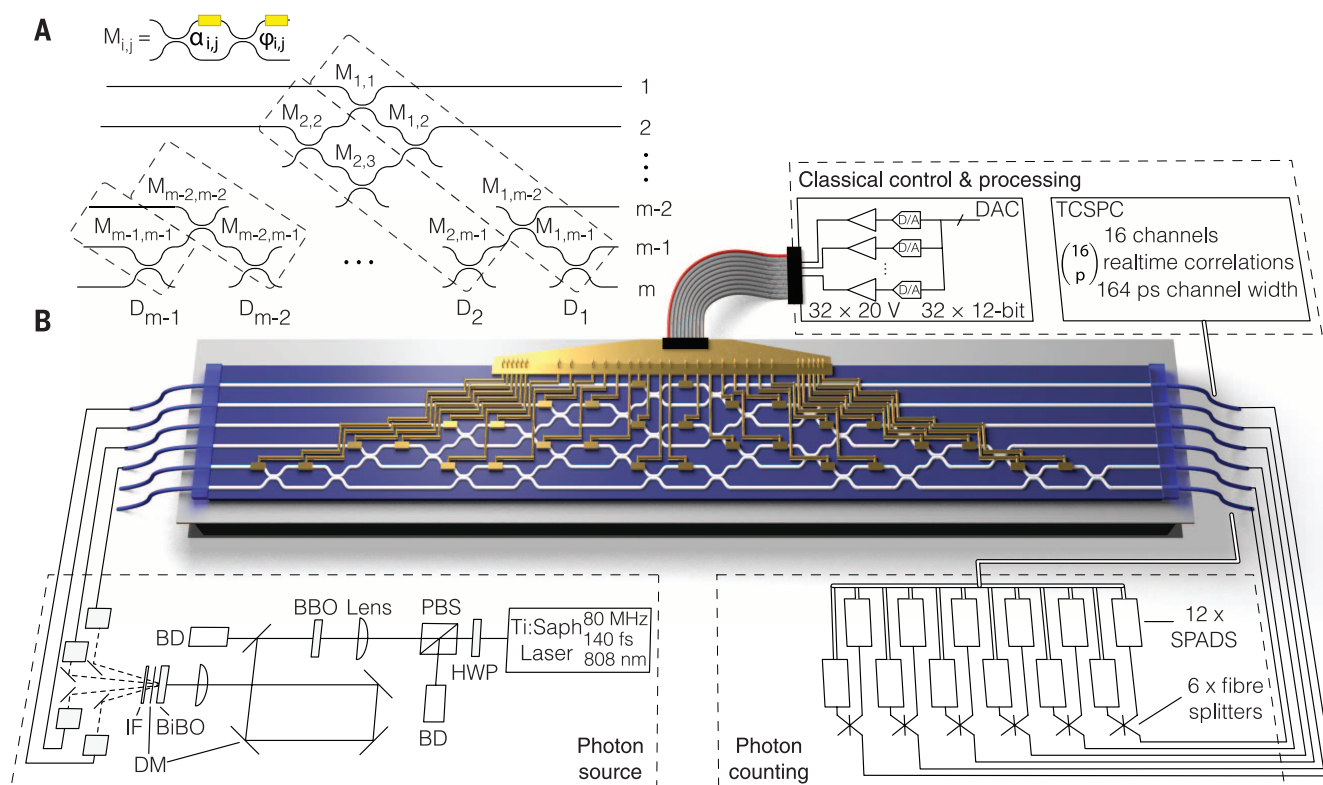 A
M i,j =
α i,j
φ i,j
M 1,1
1
M 2,2
M 1,2
2
M 2,3
M m-2,m-2
M 1,m-2
m-2
M m-1,m-1
M m-2,m-1
M 2,m-1
M 1,m-1
m-1
m
D m-1
D m-2
D 2
D 1
Classical control & processing
DAC
D/A
D/A
D/A
32 × 20 V
32 × 12-bit
TCSPC
16 channels
(16 p) realtime correlations
164 ps channel width
B
BBO
Lens
PBS
BD
HWP
Ti:Saph
Laser
80 MHz
140 fs
808 nm
BD
IF
BiBO
DM
Photon
source
12 x
SPADS
6 x fibre
splitters
Photon
counting